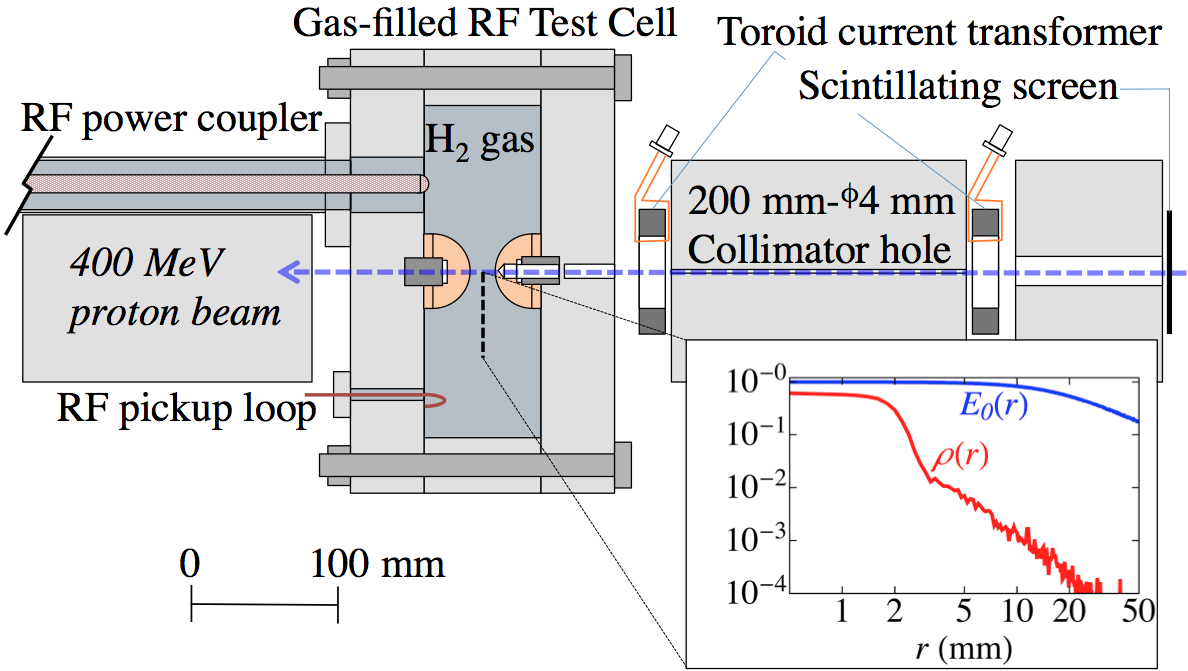 Gas-filled RF Test Cell
Toroid current transformer
Scintillating screen
RF power coupler
H₂ gas
200 mm-ϕ4 mm
Collimator hole
400 MeV
proton beam
RF pickup loop
0 100 mm
10⁻⁰
10⁻¹
10⁻²
10⁻³
10⁻⁴
E₀(r)
ρ(r)
1 2 5 10 20 50
r (mm)